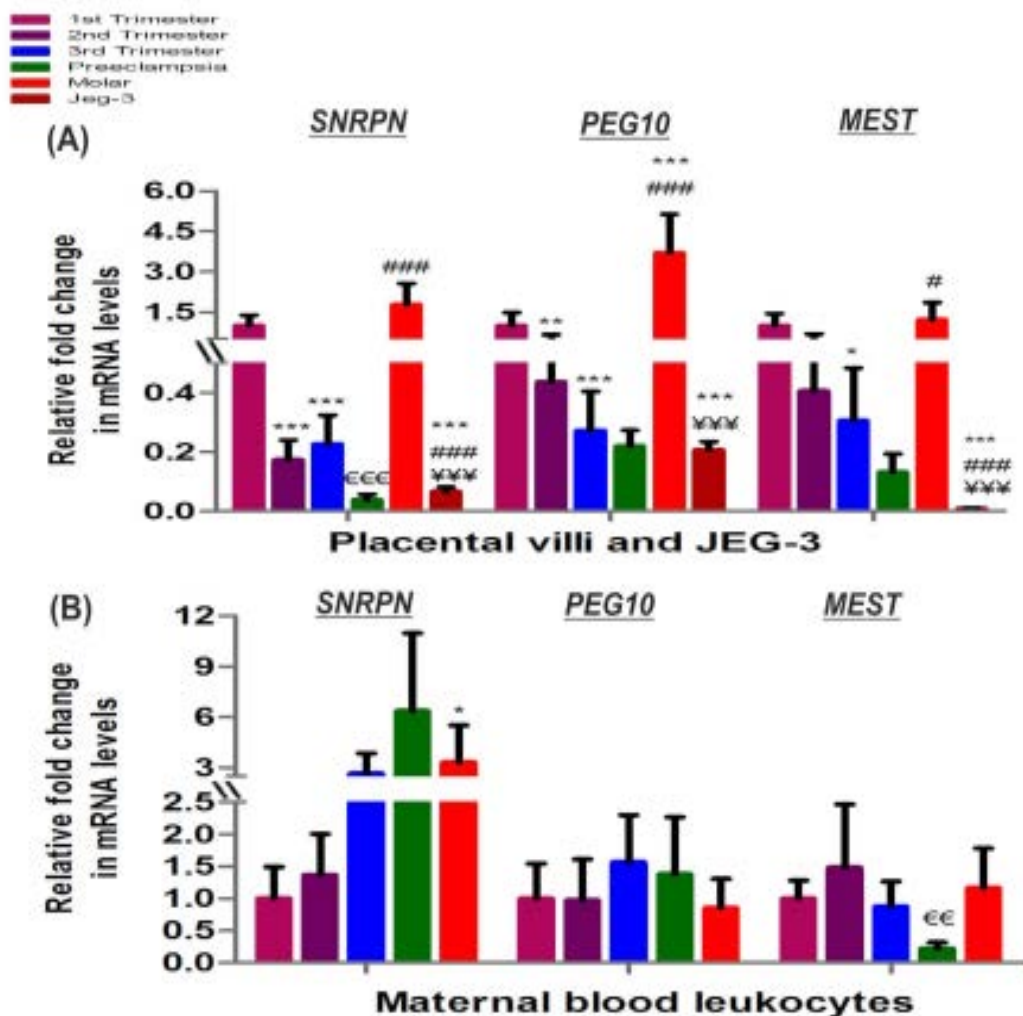 1st Trimester
2nd Trimester
3rd Trimester
Preeclampsia
Molar
Jeg-3
(A)
SNRPN PEG10 MEST
Relative fold change
in mRNA levels
6.0
4.5
3.0
1.5
0.4
0.2
0.0
*** *** €€€ ### ***
###
¥¥¥
** *** ***
### ***
¥¥¥
* # ***
###
¥¥¥
Placental villi and JEG-3
(B)
SNRPN PEG10 MEST
Relative fold change
in mRNA levels
12
9
6
3
2.5
2.0
1.5
1.0
0.5
0.0
*
€€
Maternal blood leukocytes